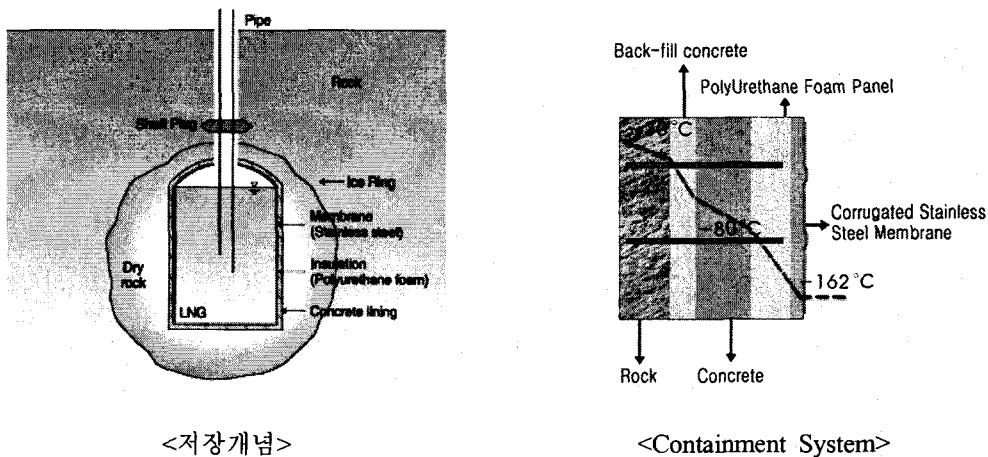 Pipe
Rock
Shaft Plug
Ice Ring
Membrane
(Stainless steel)
Insulation
(Polyurethane foam)
Dry
rock
LNG
Concrete lining
<저장개념>
Back-fill concrete
PolyUrethane Foam Panel
-80°C
Corrugated Stainless
Steel Membrane
-162°C
Rock
Concrete
<Containment System>